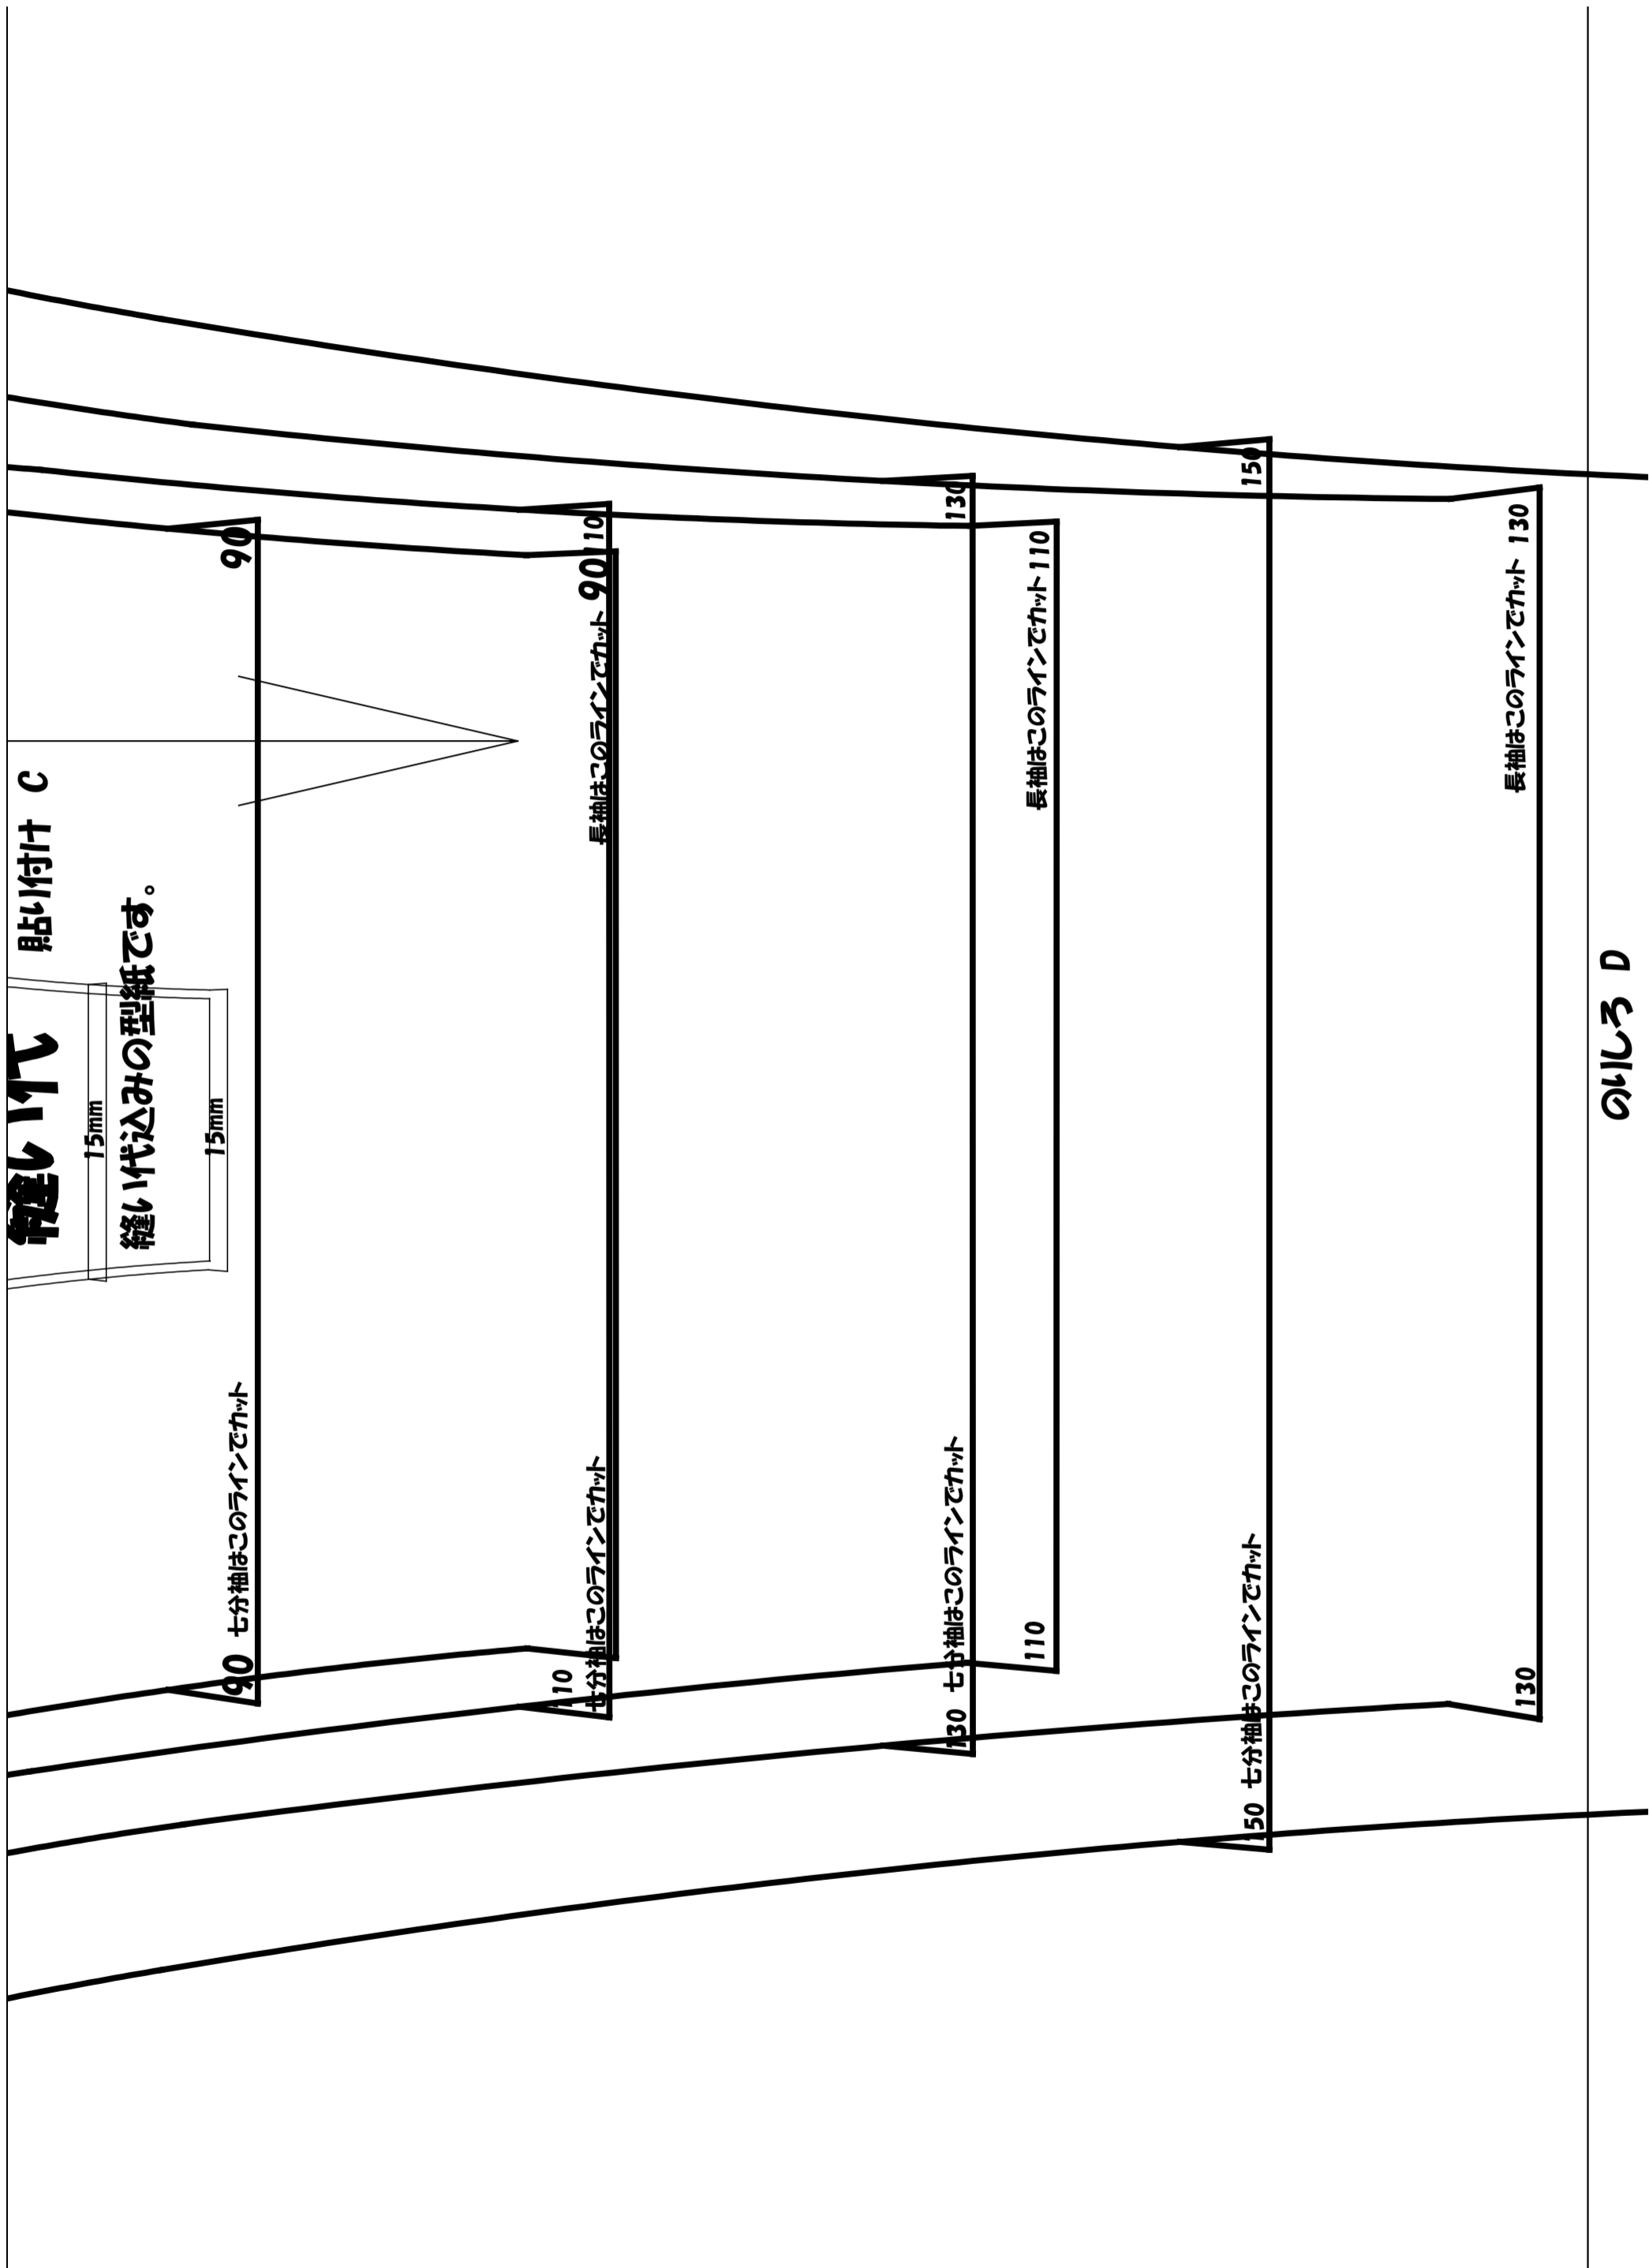 貼い付け C
縫い代
15mm
縫い代込みの型紙です。
15mm
90
90 七分袖はこのラインでカット
110
長袖はこのラインでカット 90
110 七分袖はこのラインでカット
130
130 七分袖はこのラインでカット
長袖はこのラインでカット 110
110
150
150 七分袖はこのラインでカット
長袖はこのラインでカット 130
130
のりしろ D